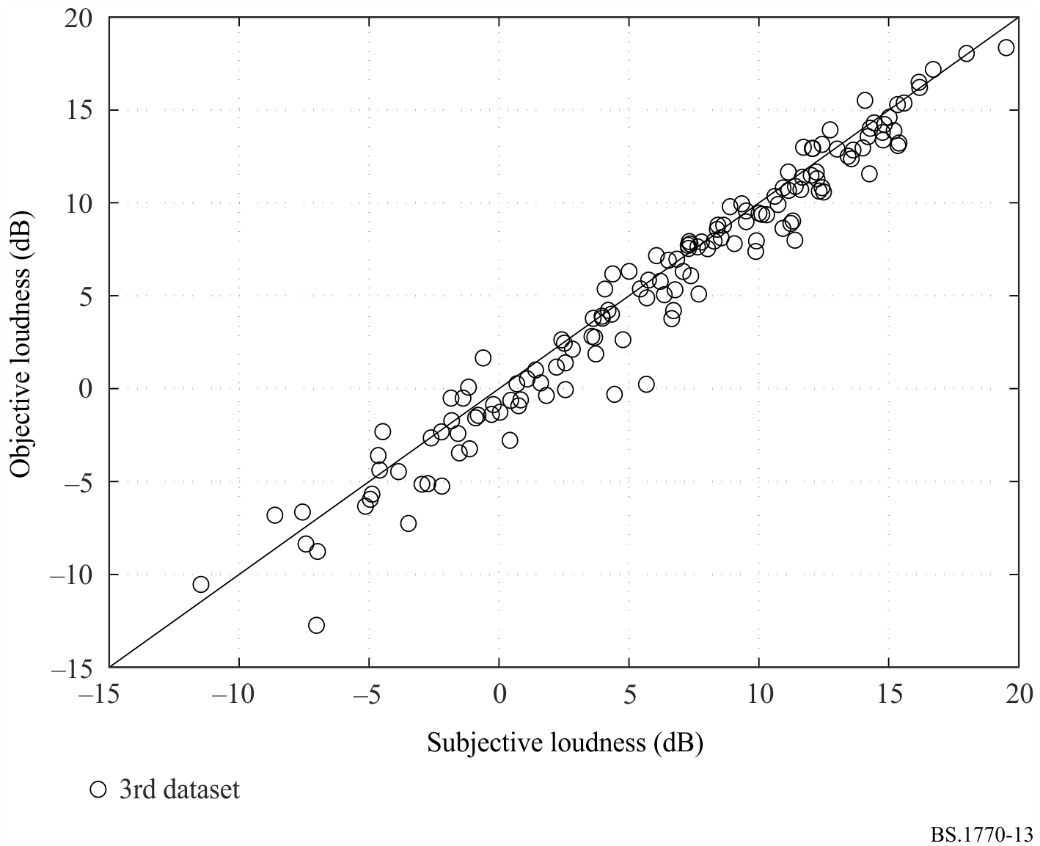 20
15
10
5
0
–5
–10
–15
Objective loudness (dB)
–15 –10 –5 0 5 10 15 20
Subjective loudness (dB)
3rd dataset
BS.1770-13